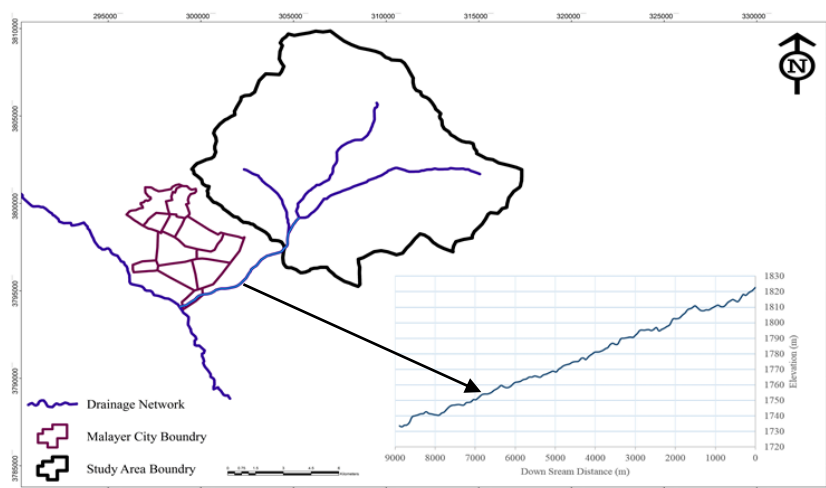 295000 300000 305000 310000 315000 320000 325000 330000
3810000
3805000
3800000
3795000
3790000
3785000
N
1830
1820
1810
1800
1790
1780
1770
1760
1750
1740
1730
1720
Elevation (m)
9000 8000 7000 6000 5000 4000 3000 2000 1000 0
Down Sream Distance (m)
Drainage Network
Malayer City Boundry
Study Area Boundry